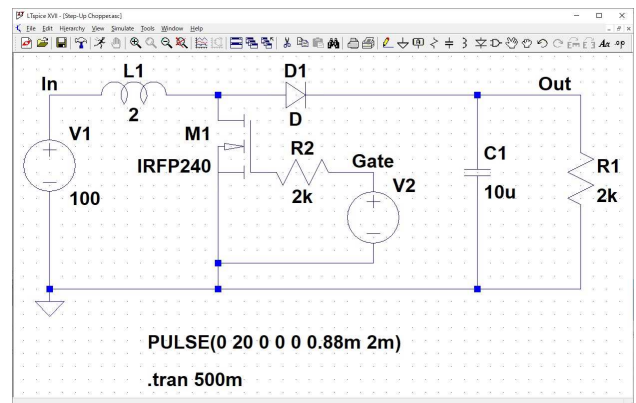 LTspice XVII - [Step-Up Chopper.asc]
File Edit Hierarchy View Simulate Tools Window Help
In
L1
2
D1
D
Out
V1
100
M1
IRFP240
R2
2k
Gate
V2
C1
10u
R1
2k
PULSE(0 20 0 0 0 0.88m 2m)
.tran 500m